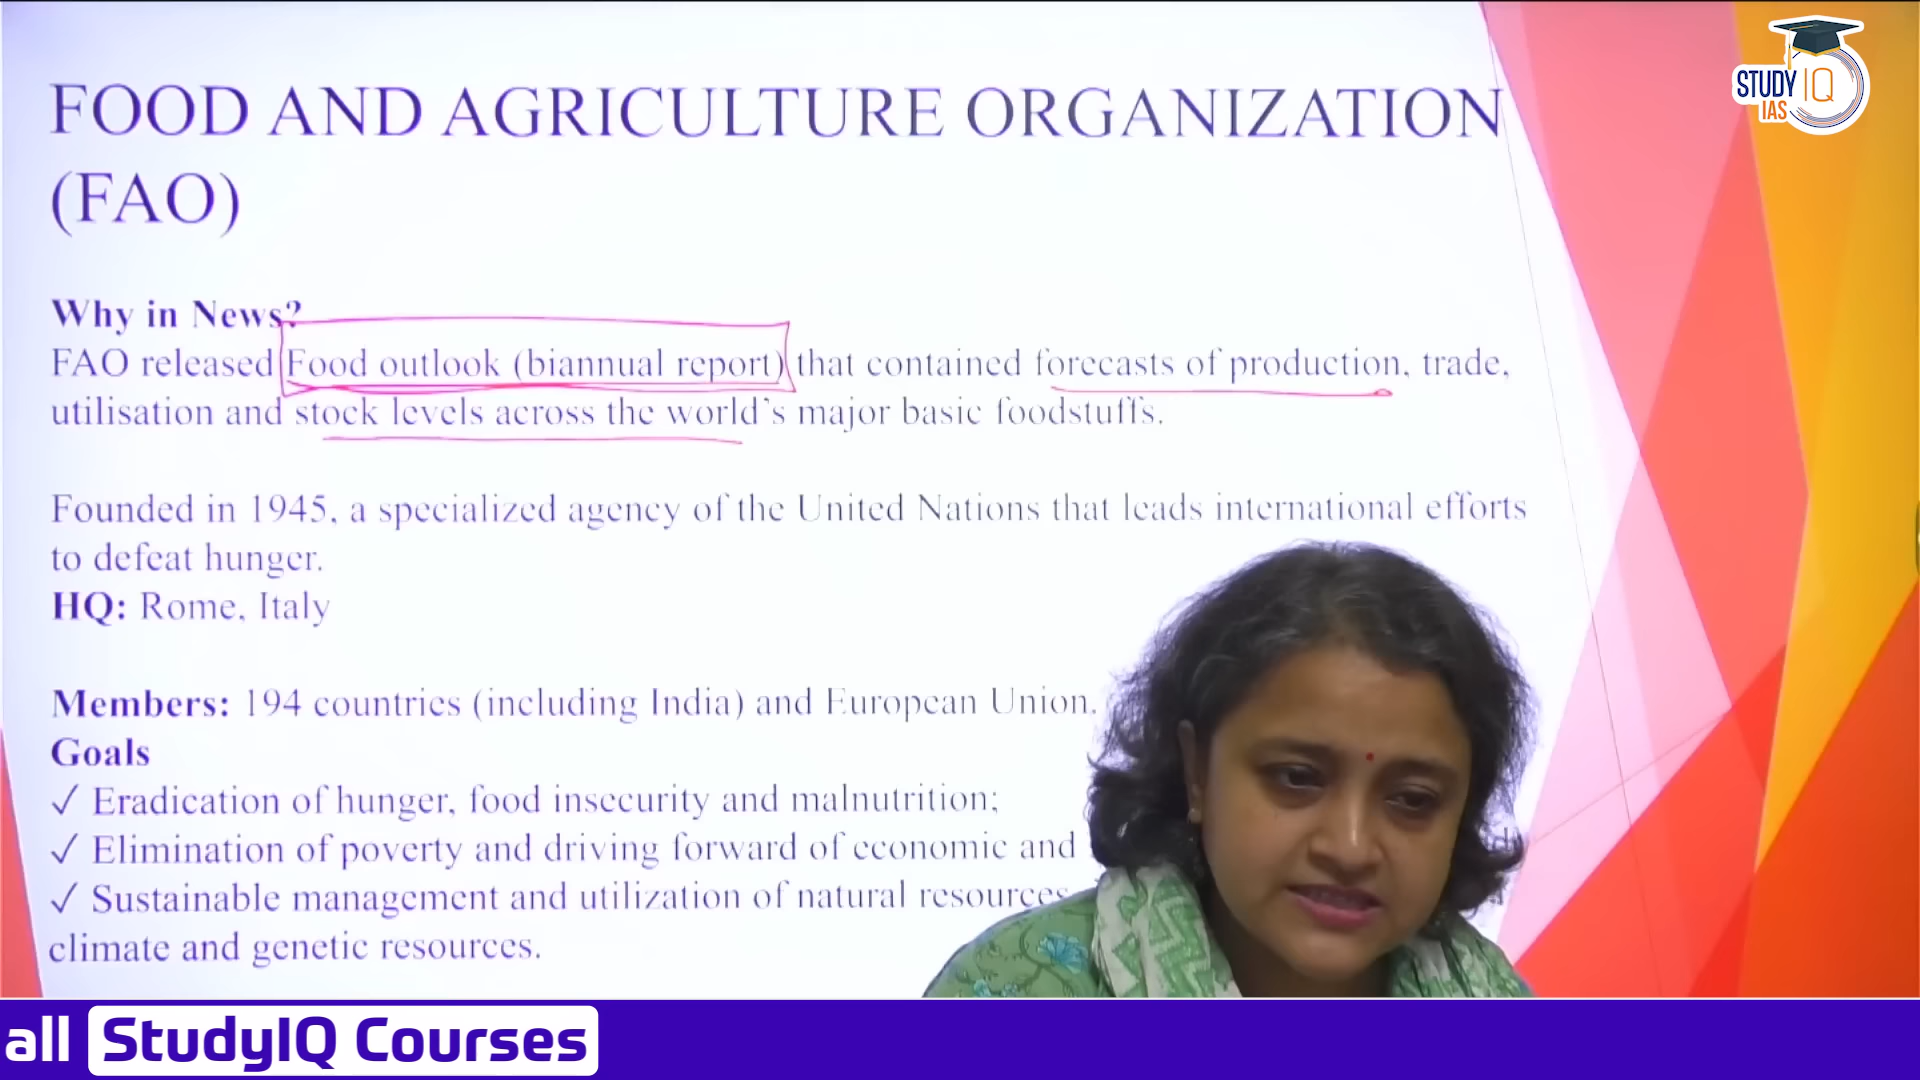 STUDY IQ
IAS
FOOD AND AGRICULTURE ORGANIZATION
(FAO)
Why in News?
FAO released Food outlook (biannual report) that contained forecasts of production, trade,
utilisation and stock levels across the world's major basic foodstuffs.
Founded in 1945, a specialized agency of the United Nations that leads international efforts
to defeat hunger.
HQ: Rome, Italy
Members: 194 countries (including India) and European Union.
Goals
✓ Eradication of hunger, food insecurity and malnutrition;
✓ Elimination of poverty and driving forward of economic and
✓ Sustainable management and utilization of natural resources
climate and genetic resources.
all StudyIQ Courses